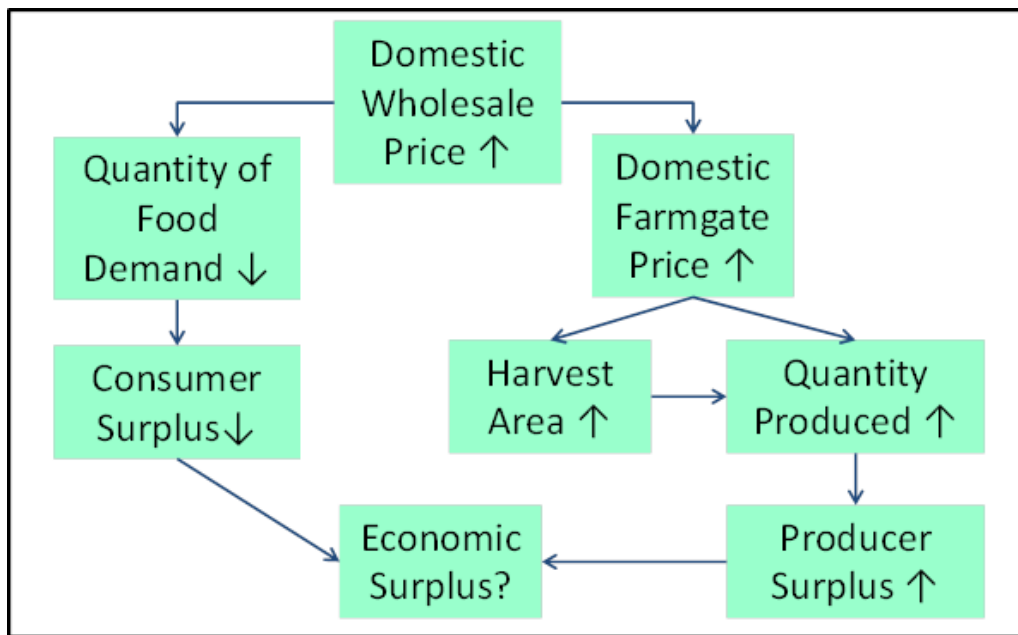 Domestic
Wholesale
Price ↑
Quantity of
Food
Demand ↓
Domestic
Farmgate
Price ↑
Consumer
Surplus↓
Harvest
Area ↑
Quantity
Produced ↑
Economic
Surplus?
Producer
Surplus ↑